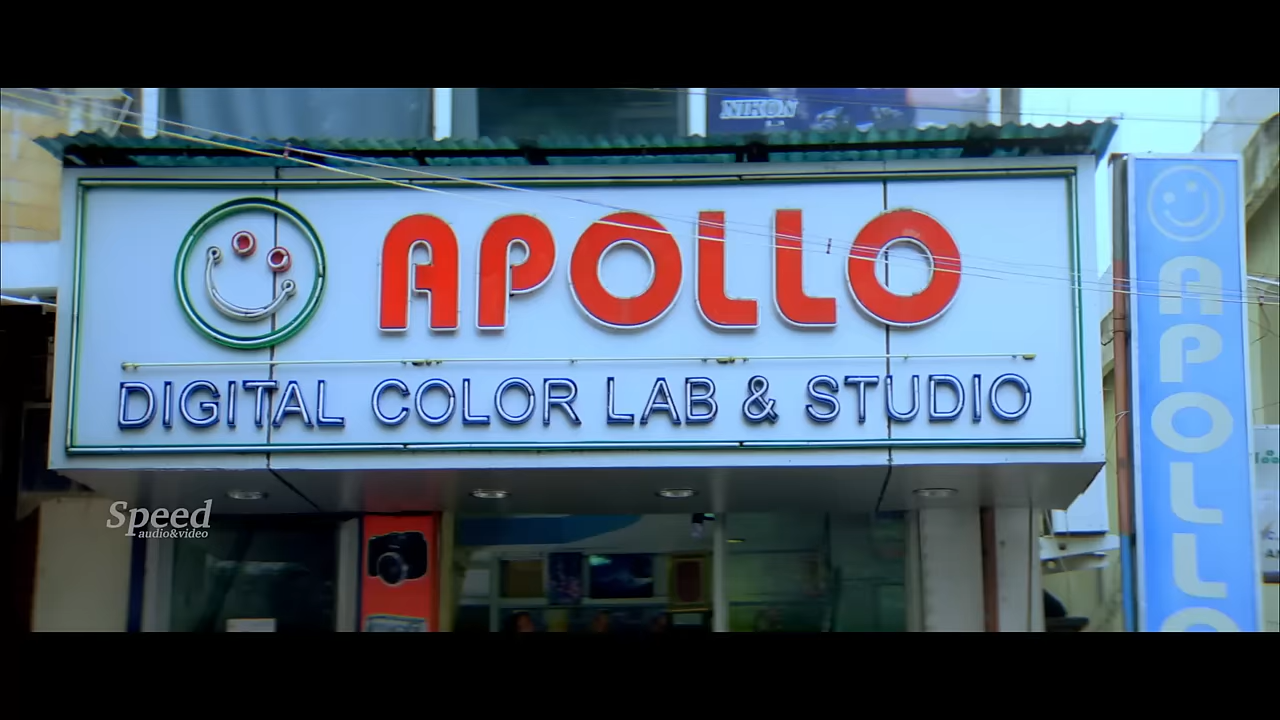 NIKON
APOLLO
DIGITAL COLOR LAB & STUDIO
APOLLO
Speed
audio&video